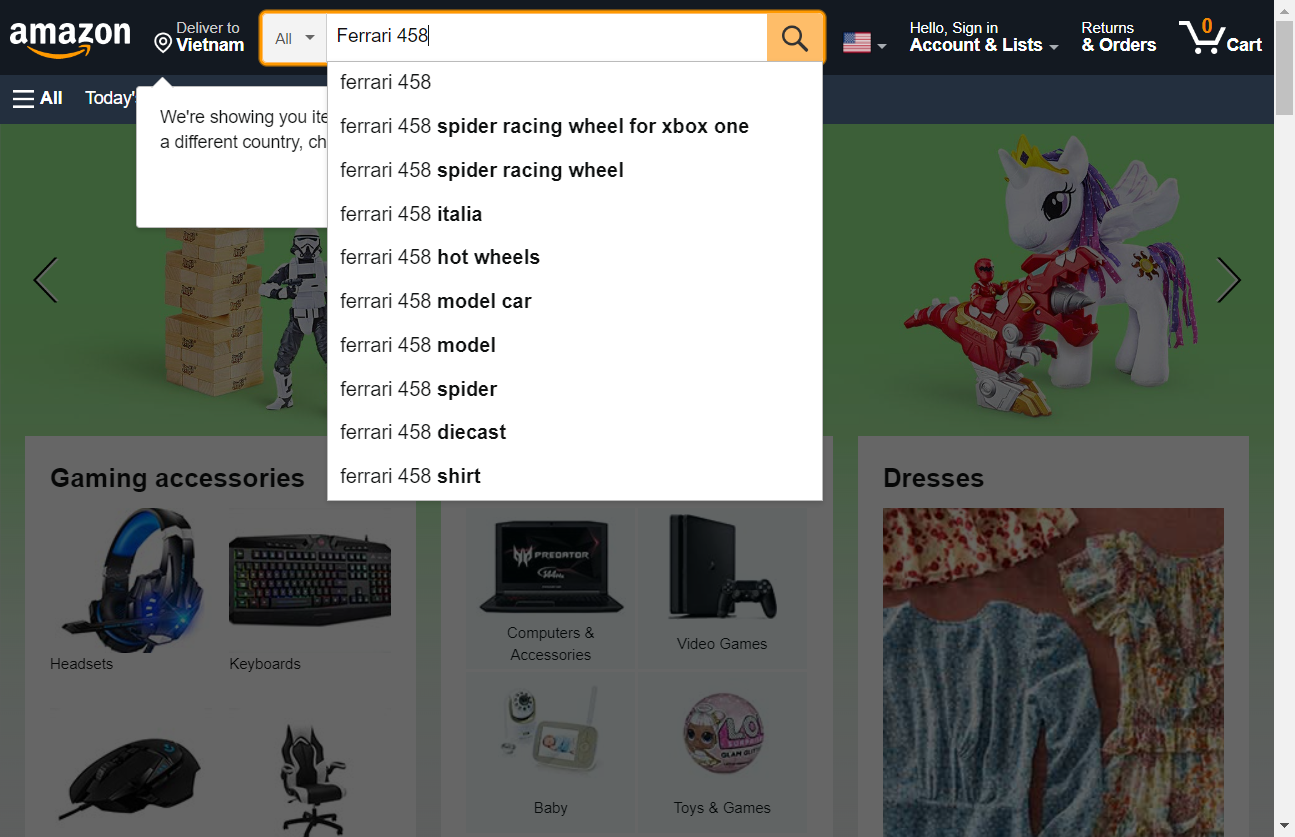 amazon
Deliver to
Vietnam
All
Ferrari 458
Hello, Sign in
Account & Lists
Returns
& Orders
0
Cart
All
Today'
We're showing you ite
a different country, ch
ferrari 458
ferrari 458 spider racing wheel for xbox one
ferrari 458 spider racing wheel
ferrari 458 italia
ferrari 458 hot wheels
ferrari 458 model car
ferrari 458 model
ferrari 458 spider
ferrari 458 diecast
ferrari 458 shirt
Gaming accessories
Headsets
Keyboards
PREDATOR
Computers &
Accessories
Video Games
Baby
L.O.L.
SURPRISE
Toys & Games
Dresses